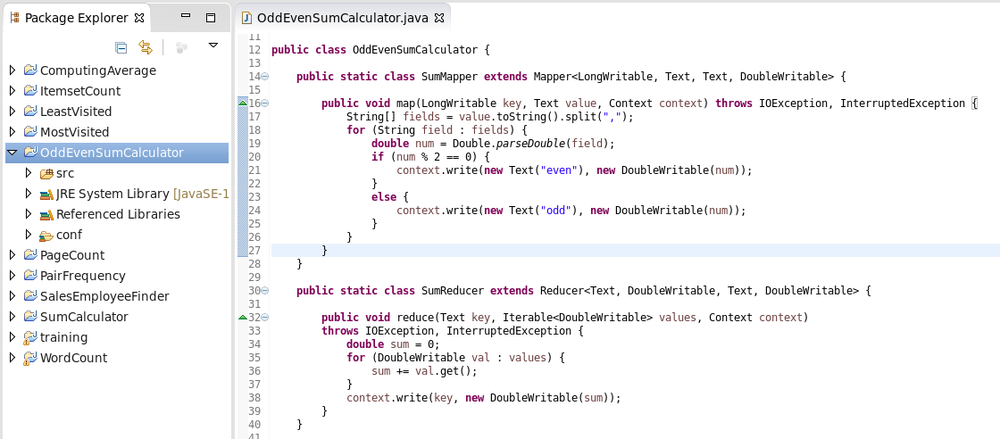 Package Explorer
ComputingAverage
ItemsetCount
LeastVisited
MostVisited
OddEvenSumCalculator
src
JRE System Library [JavaSE-1
Referenced Libraries
conf
PageCount
PairFrequency
SalesEmployeeFinder
SumCalculator
training
WordCount
OddEvenSumCalculator.java
11
12 public class OddEvenSumCalculator {
13
14 public static class SumMapper extends Mapper<LongWritable, Text, Text, DoubleWritable> {
15
16 public void map(LongWritable key, Text value, Context context) throws IOException, InterruptedException {
17 String[] fields = value.toString().split(",");
18 for (String field : fields) {
19 double num = Double.parseDouble(field);
20 if (num % 2 == 0) {
21 context.write(new Text("even"), new DoubleWritable(num));
22 }
23 else {
24 context.write(new Text("odd"), new DoubleWritable(num));
25 }
26 }
27 }
28 }
29
30 public static class SumReducer extends Reducer<Text, DoubleWritable, Text, DoubleWritable> {
31
32 public void reduce(Text key, Iterable<DoubleWritable> values, Context context)
33 throws IOException, InterruptedException {
34 double sum = 0;
35 for (DoubleWritable val : values) {
36 sum += val.get();
37 }
38 context.write(key, new DoubleWritable(sum));
39 }
40 }
41